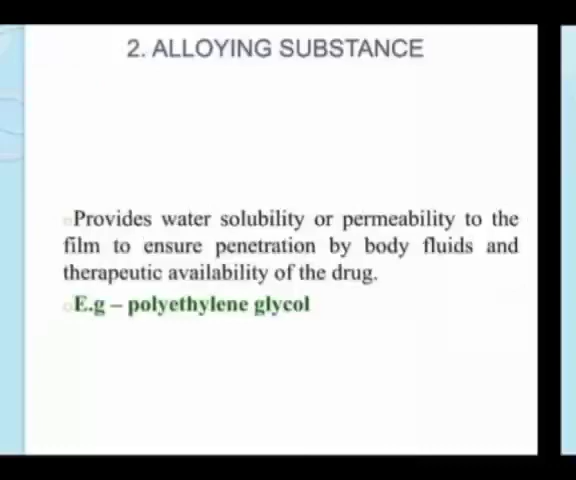 2. ALLOYING SUBSTANCE
Provides water solubility or permeability to the
film to ensure penetration by body fluids and
therapeutic availability of the drug.
E.g – polyethylene glycol